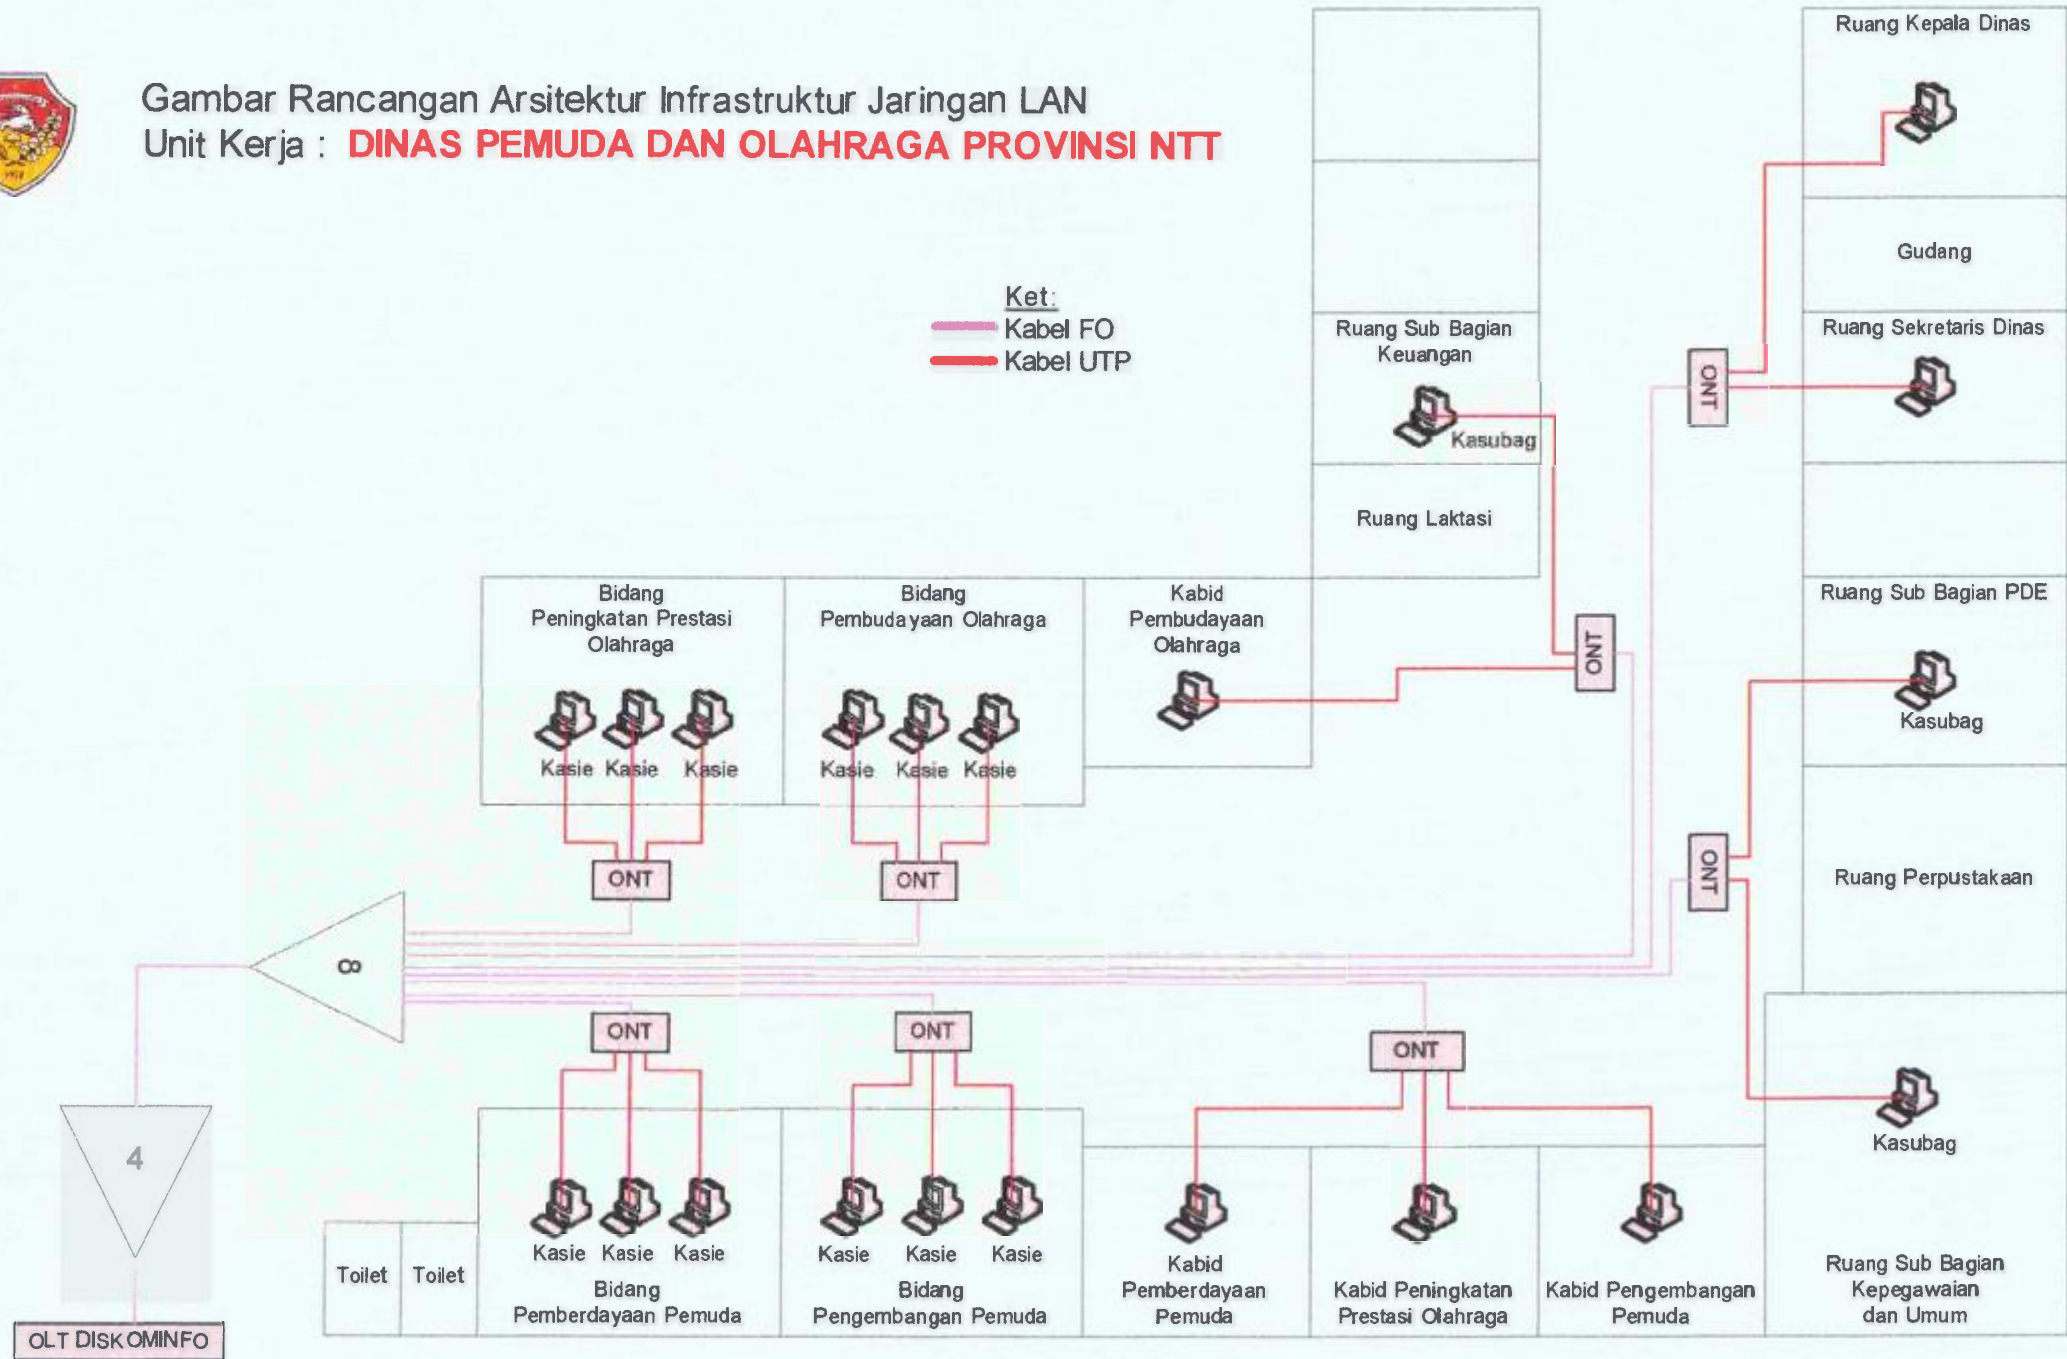 Gambar Rancangan Arsitektur Infrastruktur Jaringan LAN
Unit Kerja : DINAS PEMUDA DAN OLAHRAGA PROVINSI NTT
1958
Ket:
Kabel FO
Kabel UTP
Ruang Kepala Dinas
Gudang
Ruang Sekretaris Dinas
ONT
Ruang Sub Bagian
Keuangan
Kasubag
Ruang Laktasi
Ruang Sub Bagian PDE
Kasubag
ONT
Bidang
Peningkatan Prestasi
Olahraga
Kasie Kasie Kasie
ONT
Bidang
Pembudayaan Olahraga
Kasie Kasie Kasie
ONT
Kabid
Pembudayaan
Olahraga
ONT
Ruang Perpustakaan
8
4
OLT DISKOMINFO
ONT
ONT
ONT
Kasubag
Ruang Sub Bagian
Kepegawaian
dan Umum
Toilet
Toilet
Kasie Kasie Kasie
Bidang
Pemberdayaan Pemuda
Kasie Kasie Kasie
Bidang
Pengembangan Pemuda
Kabid
Pemberdayaan
Pemuda
Kabid Peningkatan
Prestasi Olahraga
Kabid Pengembangan
Pemuda